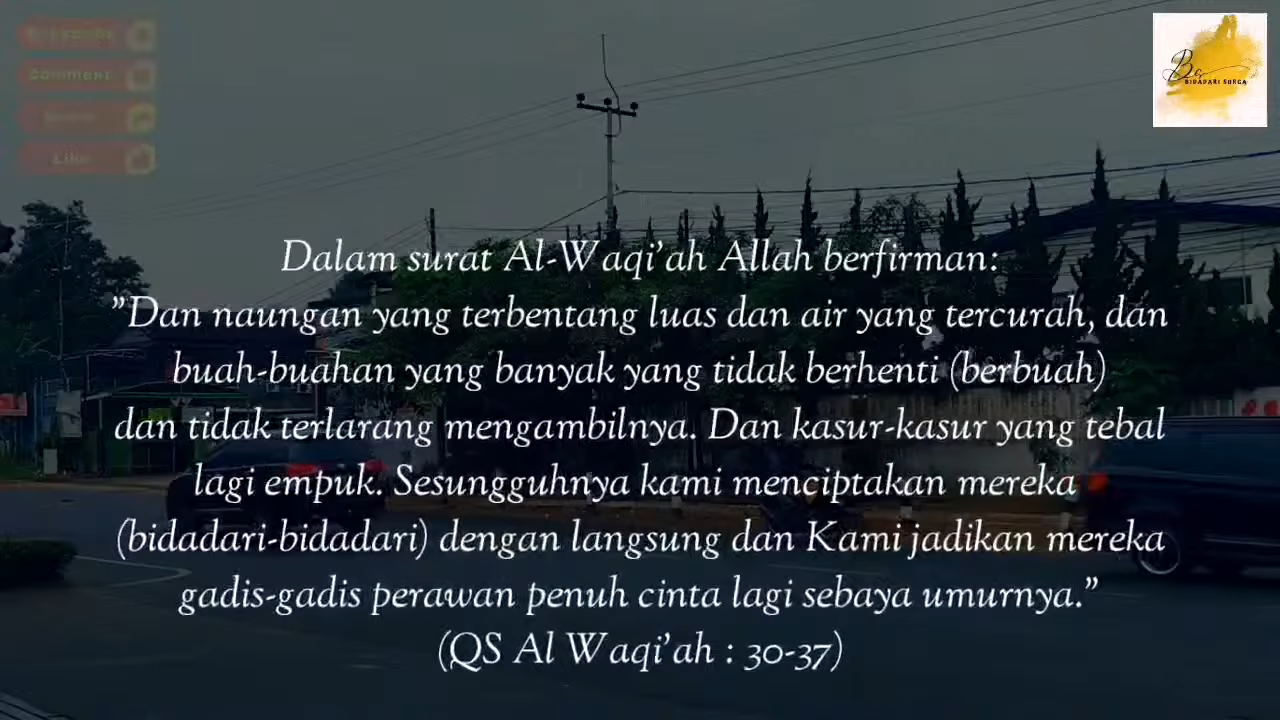 Comment
Like
BIDADARI SURGA
Dalam surat Al-Waqi’ah Allah berfirman:
”Dan naungan yang terbentang luas dan air yang tercurah, dan
buah-buahan yang banyak yang tidak berhenti (berbuah)
dan tidak terlarang mengambilnya. Dan kasur-kasur yang tebal
lagi empuk. Sesungguhnya kami menciptakan mereka
(bidadari-bidadari) dengan langsung dan Kami jadikan mereka
gadis-gadis perawan penuh cinta lagi sebaya umurnya.”
(QS Al Waqi’ah : 30-37)